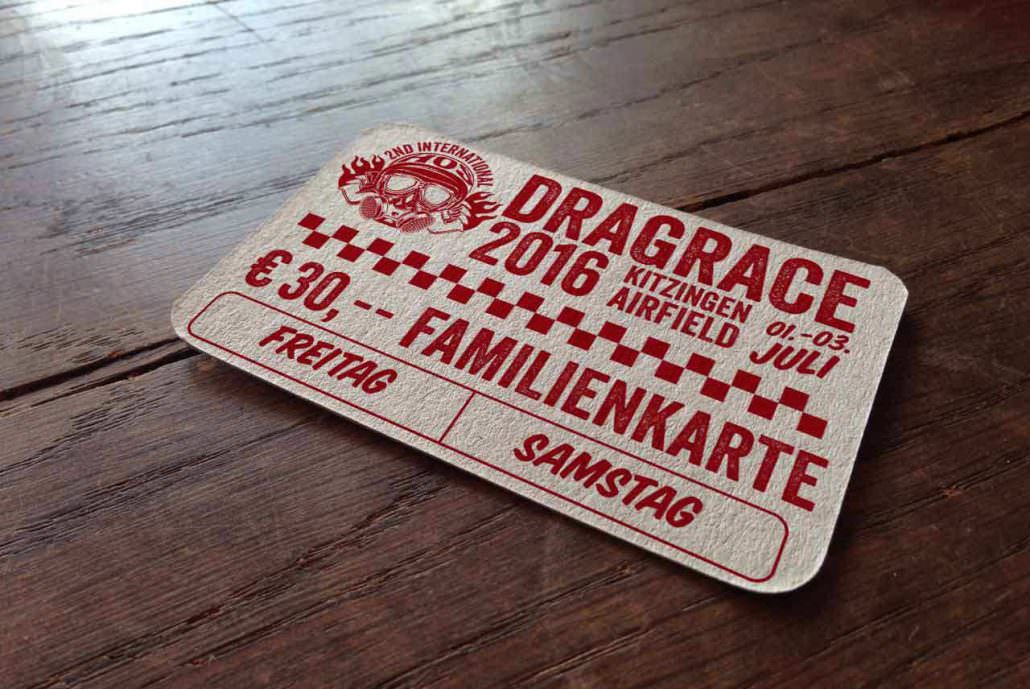 2ND INTERNATIONAL
DRAGRACE
2016
KITZINGEN
AIRFIELD
01.-03.
JULI
€ 30,-- FAMILIENKARTE
FREITAG
SAMSTAG